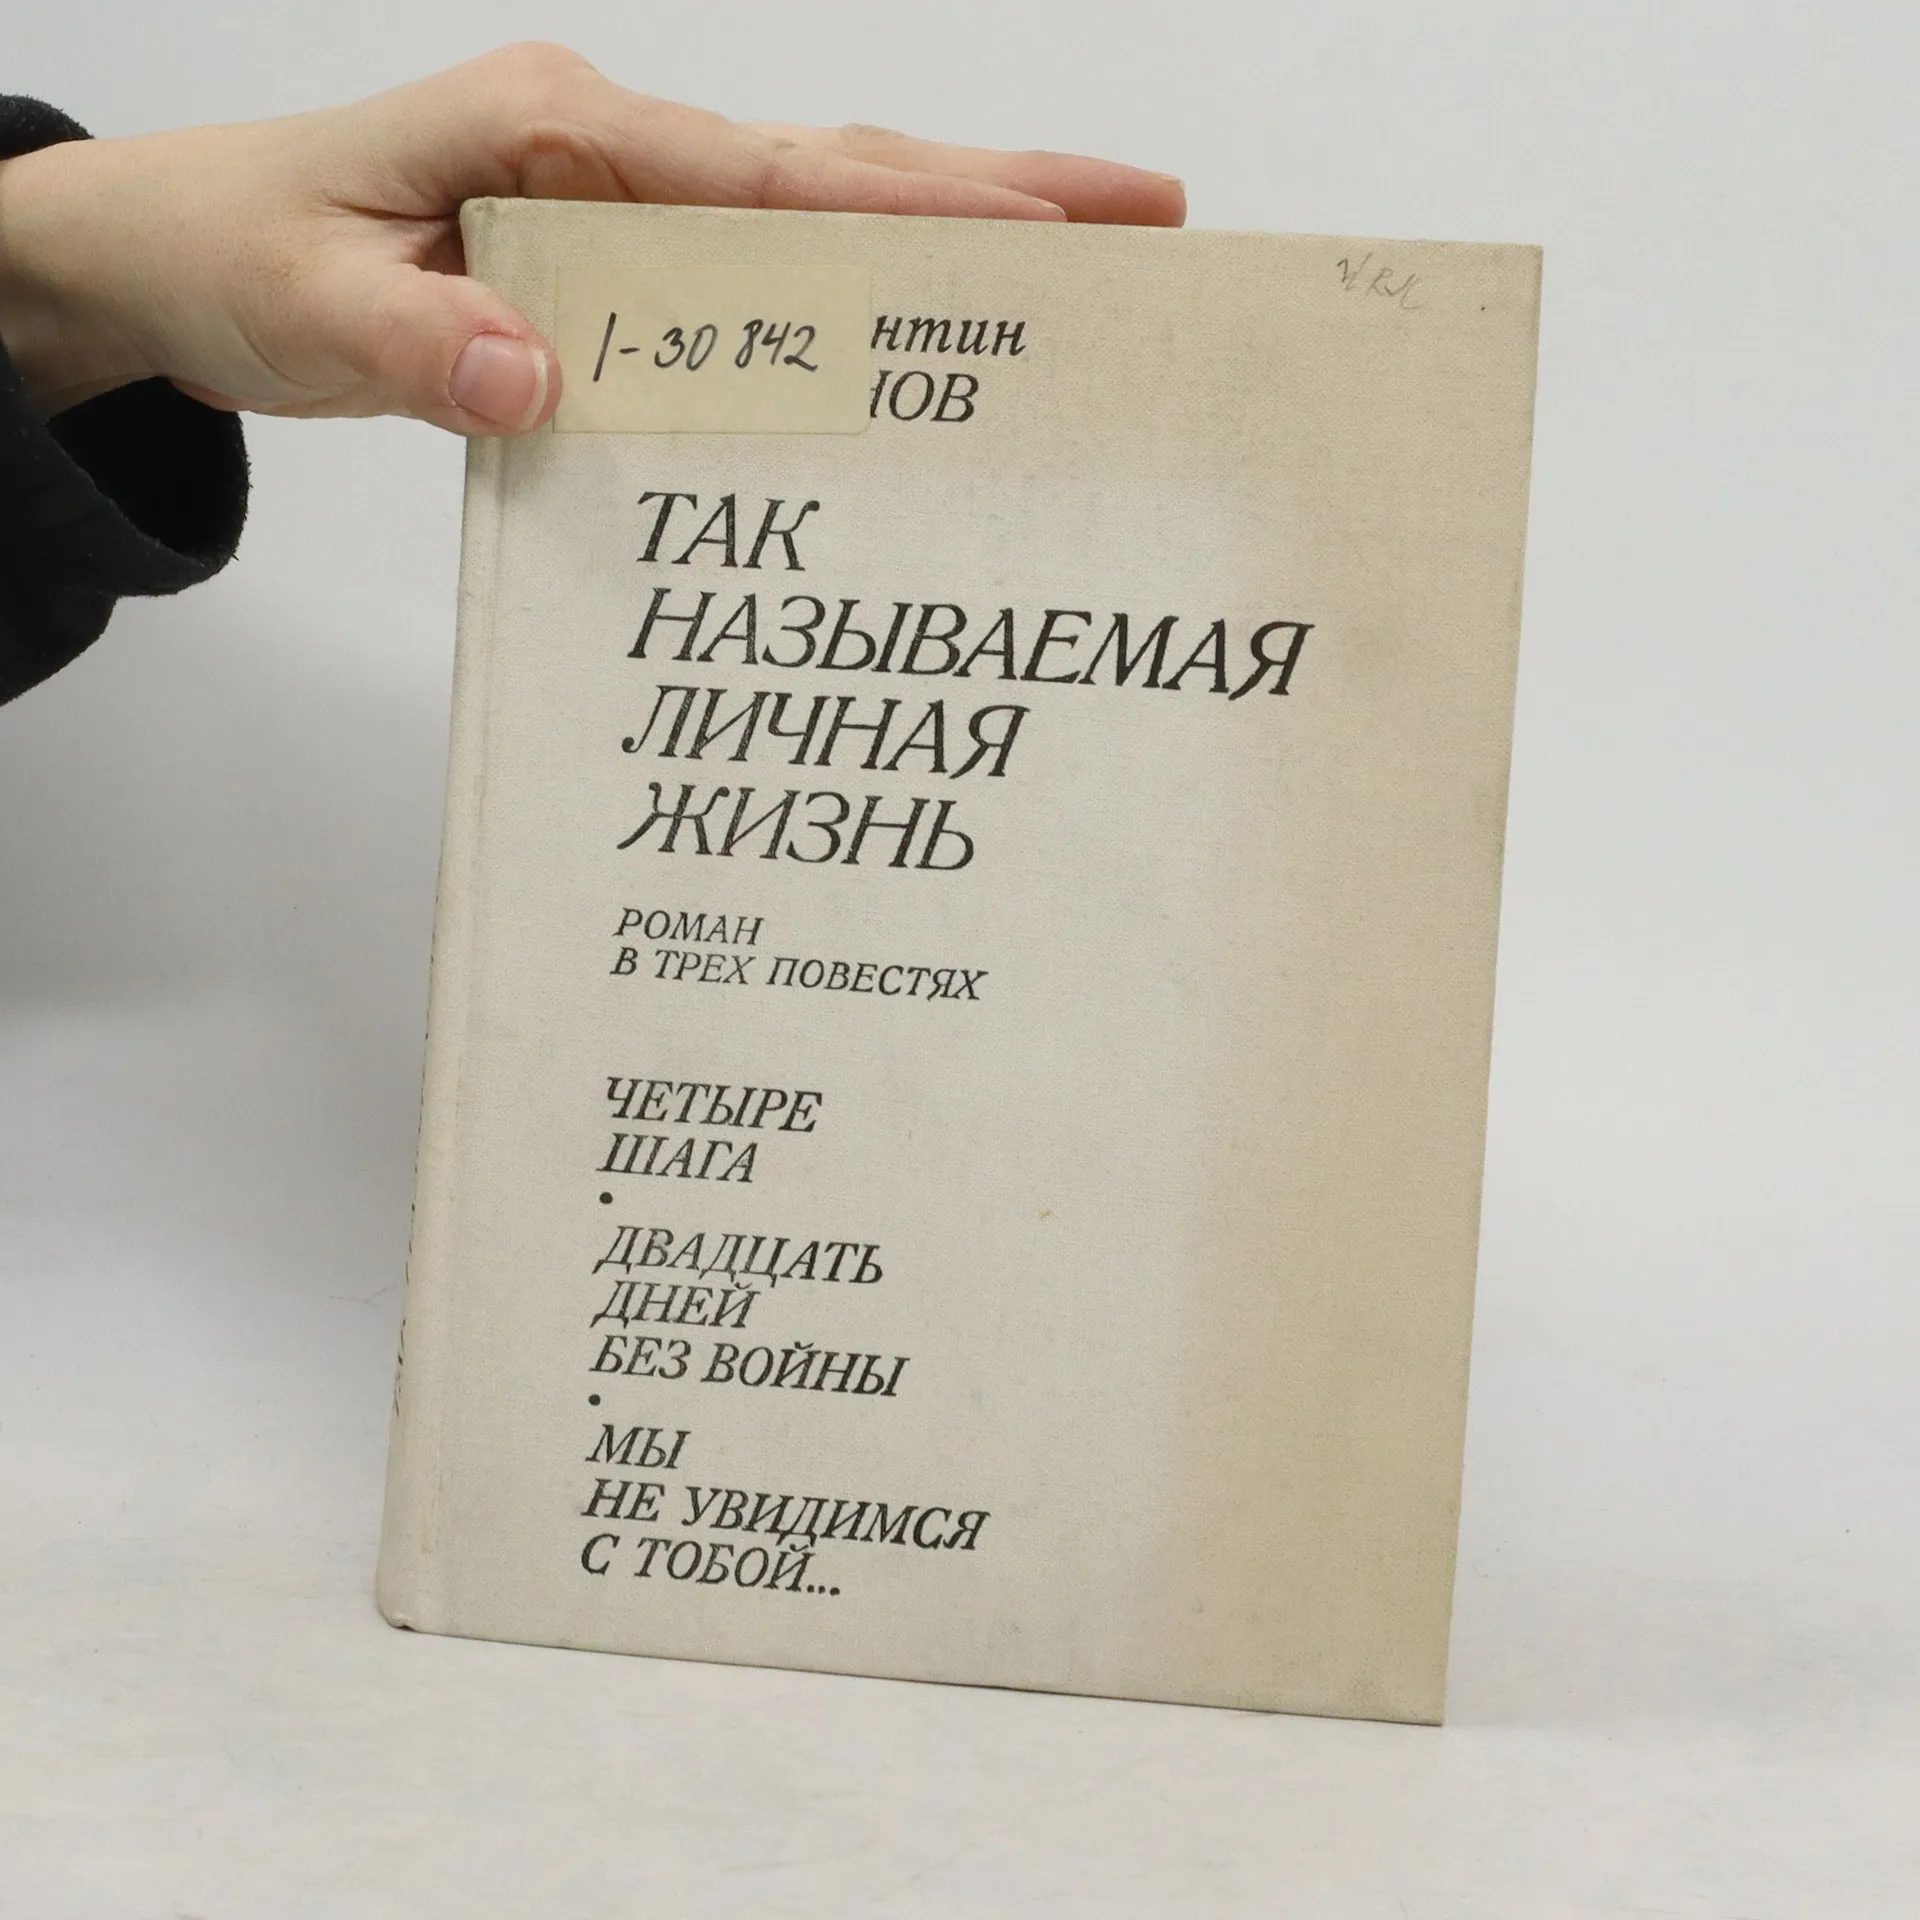 1-30 842
нтин
НОВ
ТАК
НАЗЫВАЕМАЯ
ЛИЧНАЯ
ЖИЗНЬ
РОМАН
В ТРЕХ ПОВЕСТЯХ
ЧЕТЫРЕ
ШАГА
•
ДВАДЦАТЬ
ДНЕЙ
БЕЗ ВОЙНЫ
•
МЫ
НЕ УВИДИМСЯ
С ТОБОЙ...